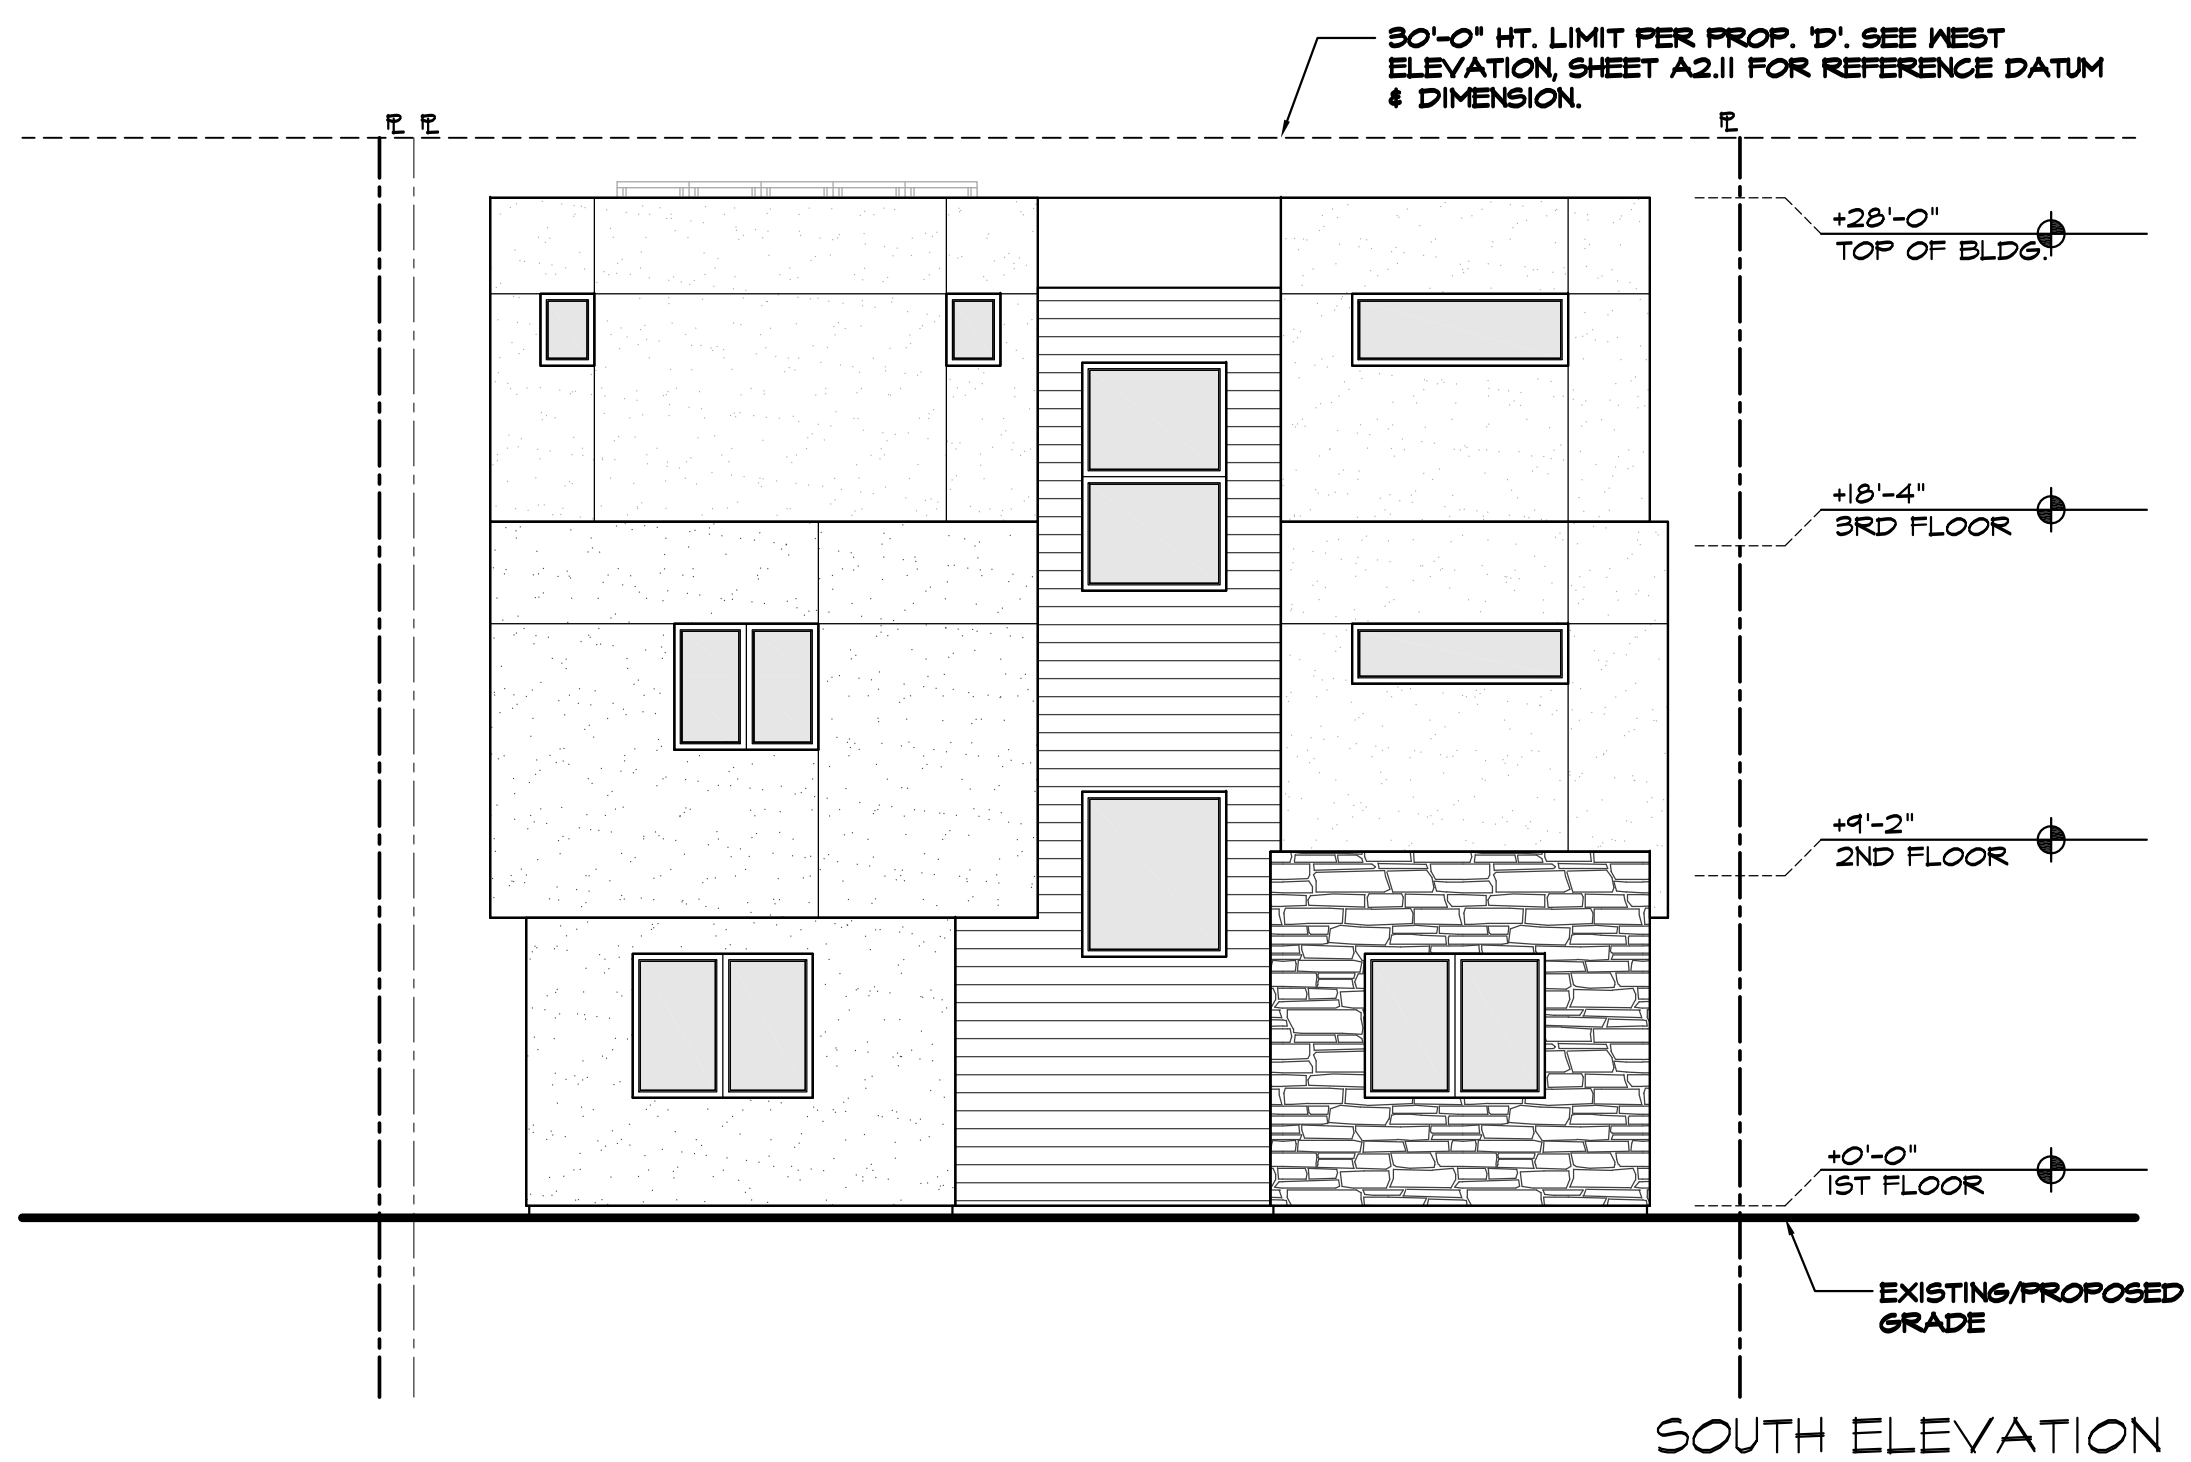 30'-0" HT. LIMIT PER PROP. 'D'. SEE WEST
ELEVATION, SHEET A2.11 FOR REFERENCE DATUM
& DIMENSION.
PL PL PL
+28'-0"
TOP OF BLDG.
+18'-4"
3RD FLOOR
+9'-2"
2ND FLOOR
+0'-0"
1ST FLOOR
EXISTING/PROPOSED
GRADE
SOUTH ELEVATION